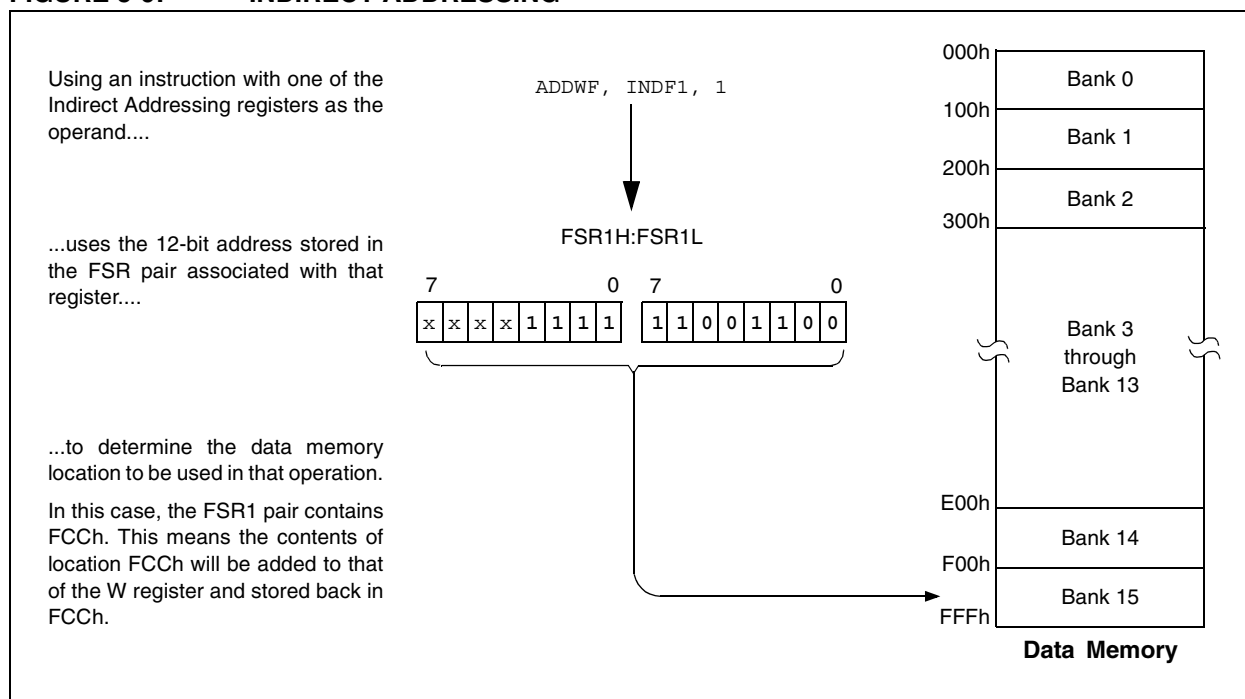 Using an instruction with one of the
Indirect Addressing registers as the
operand....
ADDWF, INDF1, 1
...uses the 12-bit address stored in
the FSR pair associated with that
register....
FSR1H:FSR1L
7 0 7 0
x x x x 1 1 1 1 1 1 0 0 1 1 0 0
...to determine the data memory
location to be used in that operation.
In this case, the FSR1 pair contains
FCCh. This means the contents of
location FCCh will be added to that
of the W register and stored back in
FCCh.
000h
Bank 0
100h
Bank 1
200h
Bank 2
300h
Bank 3
through
Bank 13
E00h
Bank 14
F00h
Bank 15
FFFh
Data Memory